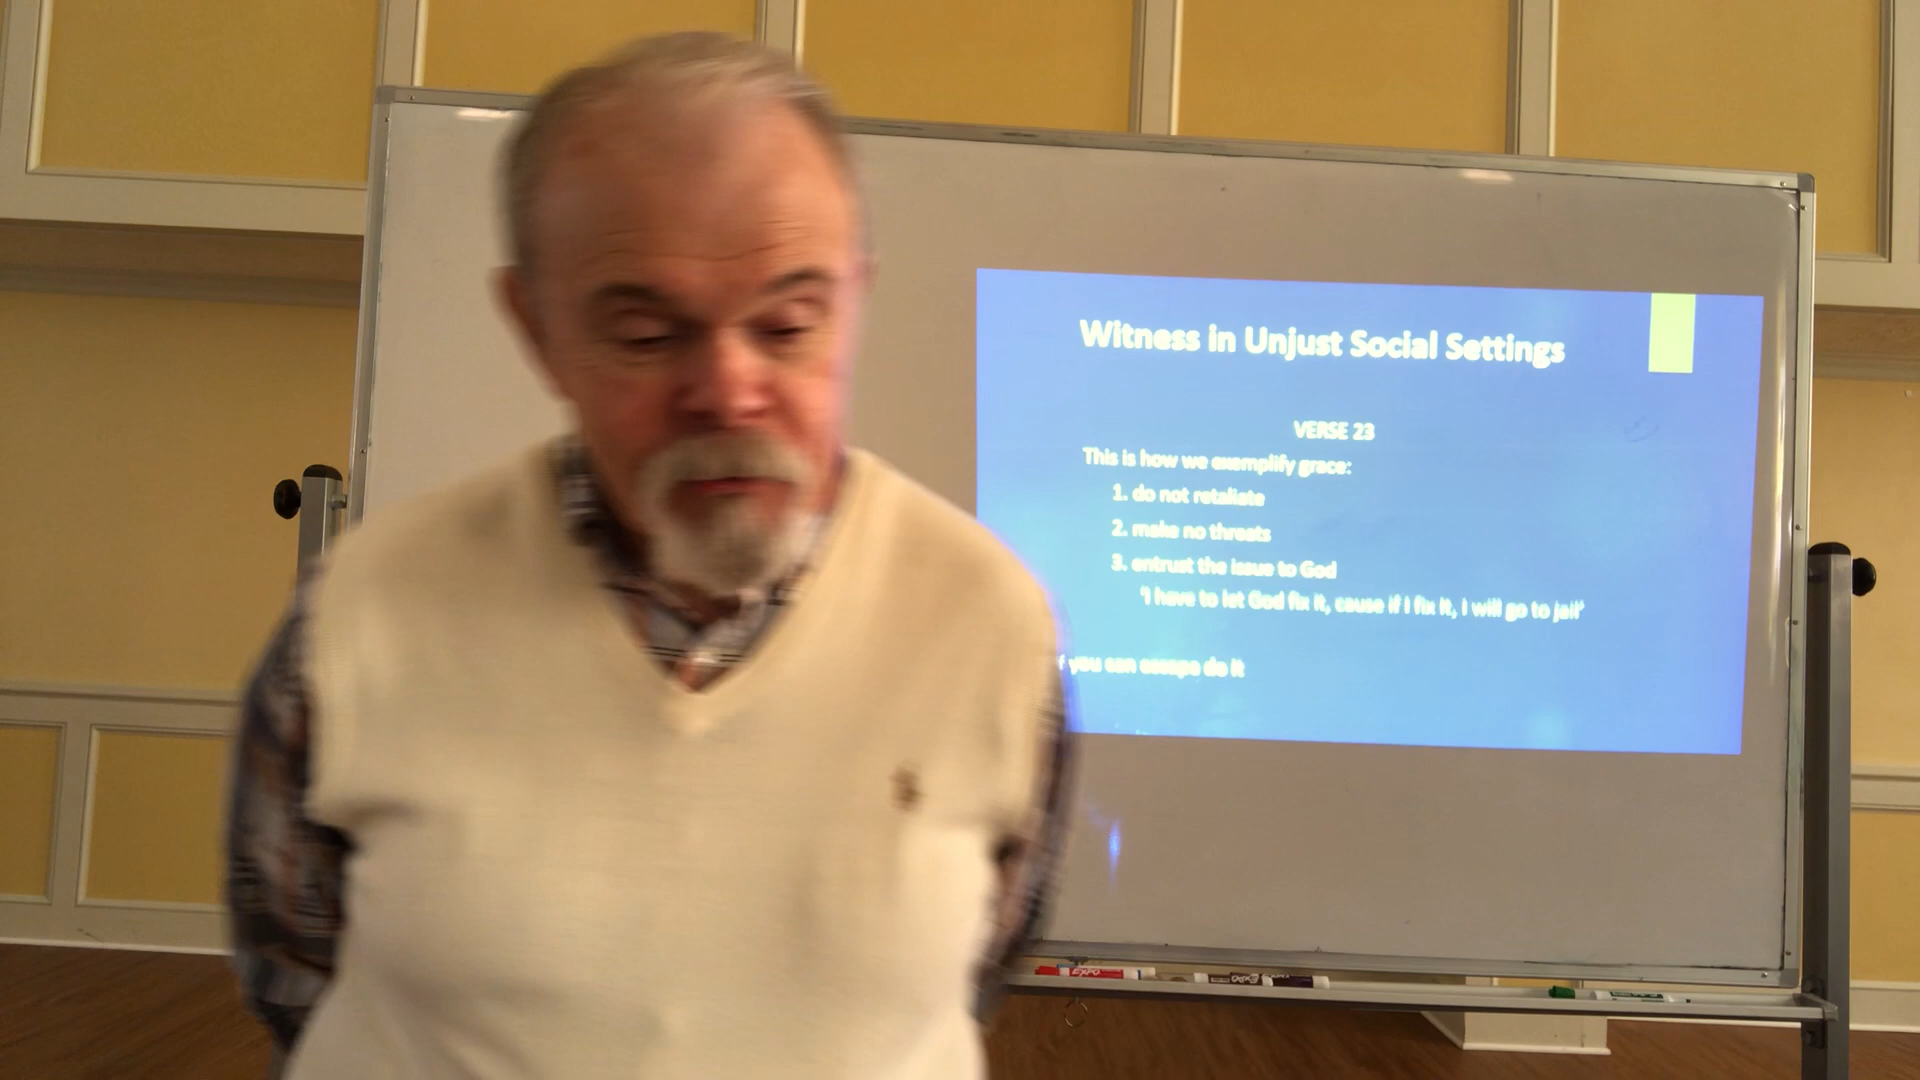 Witness in Unjust Social Settings
VERSE 23
This is how we exemplify grace:
1. do not retaliate
2. make no threats
3. entrust the issue to God
'I have to let God fix it, cause if I fix it, I will go to jail'
f you can escape do it
EXPO
EXPO